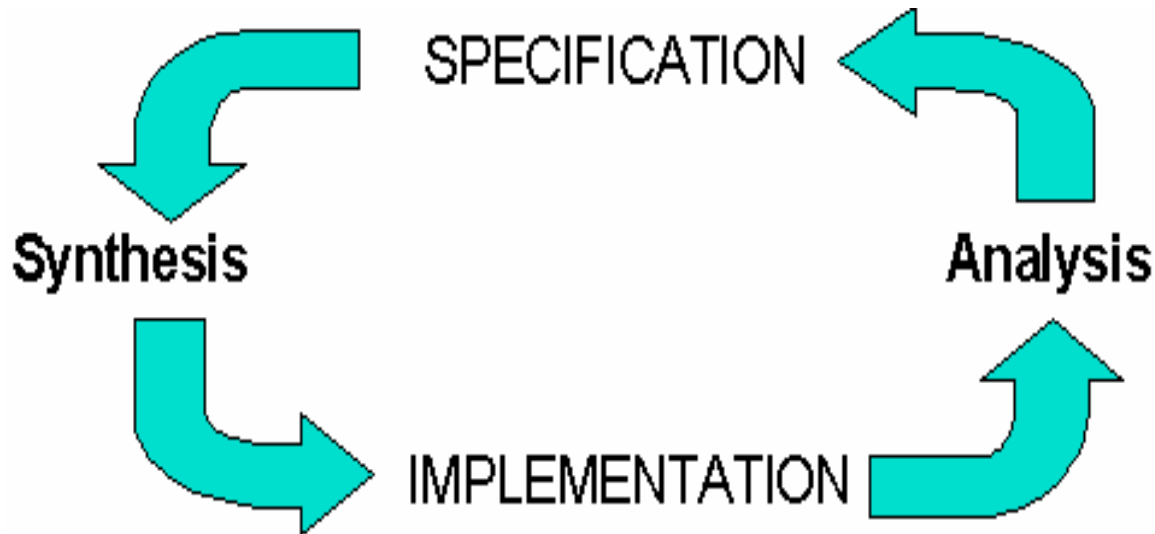 SPECIFICATION
Synthesis
Analysis
IMPLEMENTATION